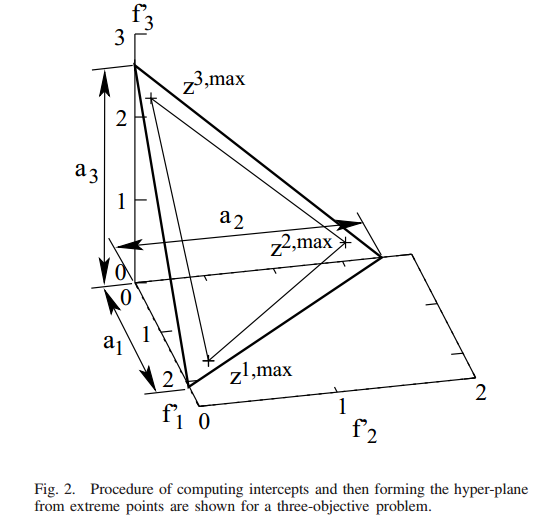 f'3
3
z3,max
2
a3
1
a2
z2,max
0
0
a1
1
2
z1,max
f'1
0
1
2
f'2
Fig. 2. Procedure of computing intercepts and then forming the hyper-plane
from extreme points are shown for a three-objective problem.